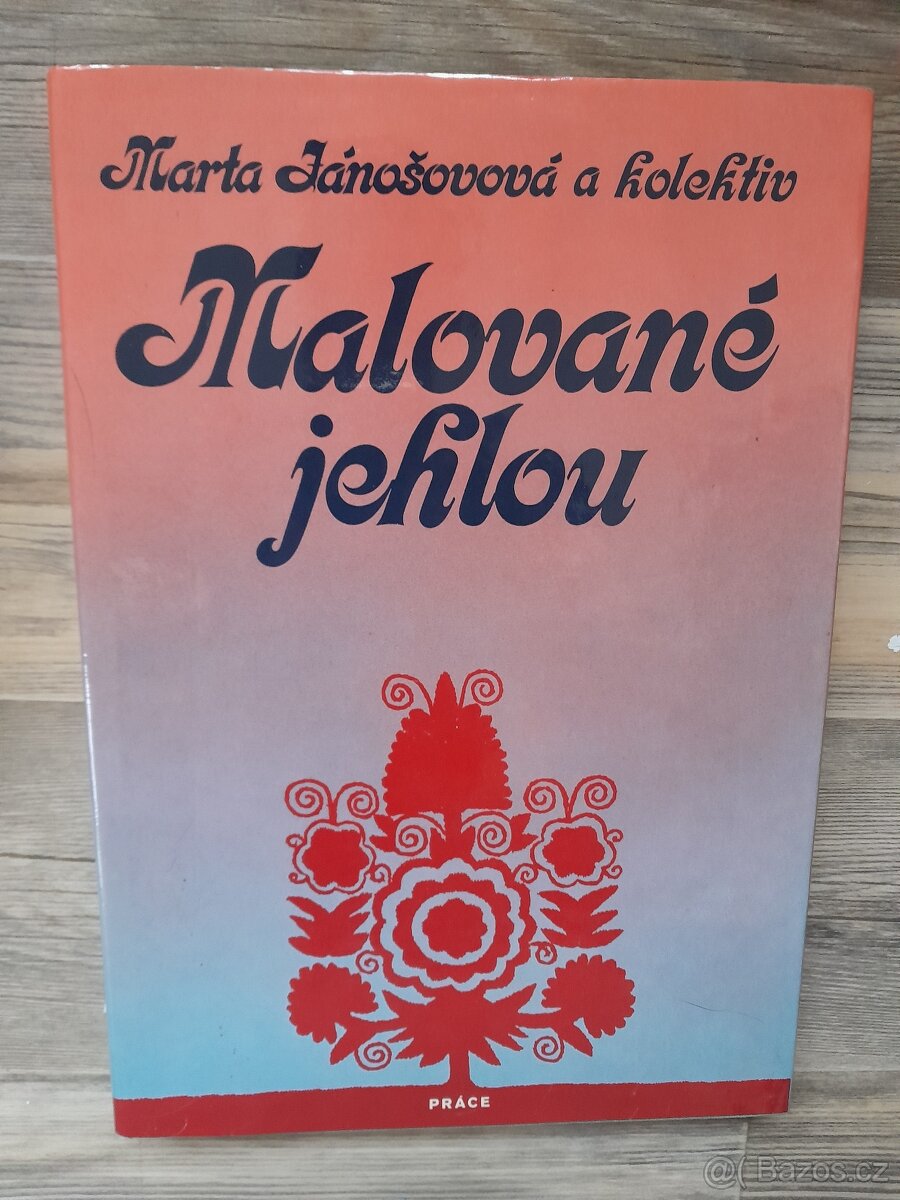 Marta Jánošovová a kolektiv
Malované
jehlou
PRÁCE
@( Bazos.cz